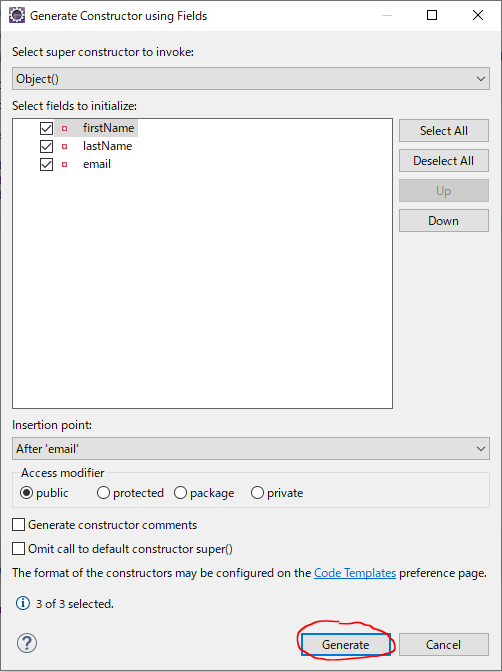 Generate Constructor using Fields
Select super constructor to invoke:
Object()
Select fields to initialize:
firstName
lastName
email
Select All
Deselect All
Up
Down
Insertion point:
After 'email'
Access modifier
public protected package private
Generate constructor comments
Omit call to default constructor super()
The format of the constructors may be configured on the Code Templates preference page.
3 of 3 selected.
Generate Cancel